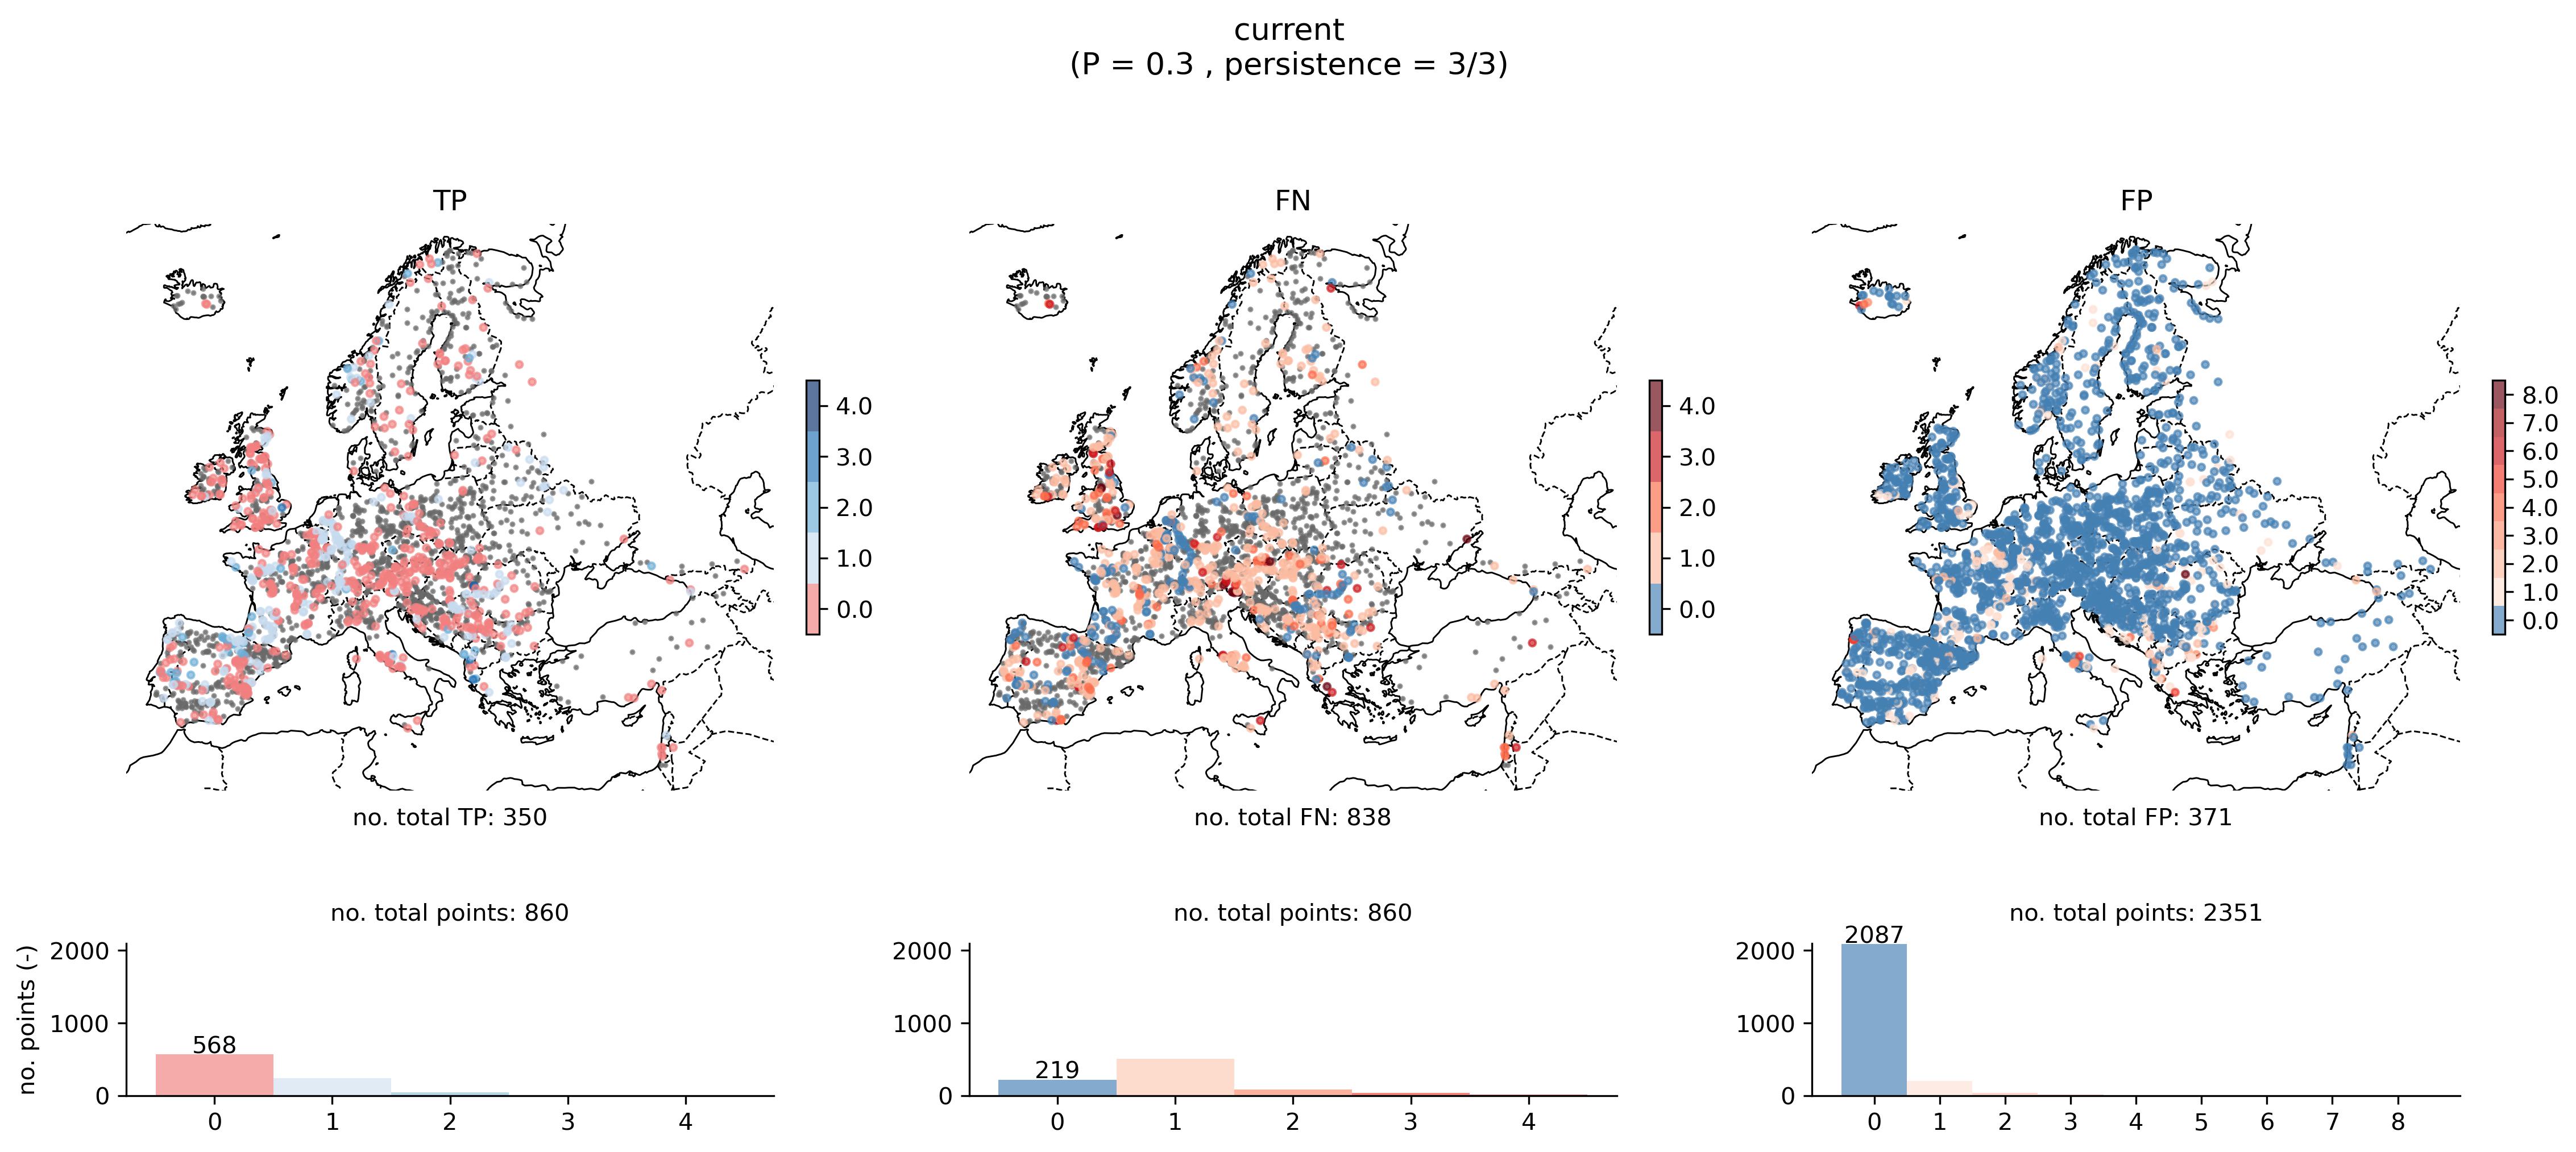 current
(P = 0.3 , persistence = 3/3)
TP
FN
FP
4.0
3.0
2.0
1.0
0.0
4.0
3.0
2.0
1.0
0.0
8.0
7.0
6.0
5.0
4.0
3.0
2.0
1.0
0.0
no. total TP: 350
no. total FN: 838
no. total FP: 371
no. total points: 860
no. total points: 860
no. total points: 2351
no. points (-)
2000
1000
0
568
0 1 2 3 4
2000
1000
0
219
0 1 2 3 4
2000
1000
0
2087
0 1 2 3 4 5 6 7 8